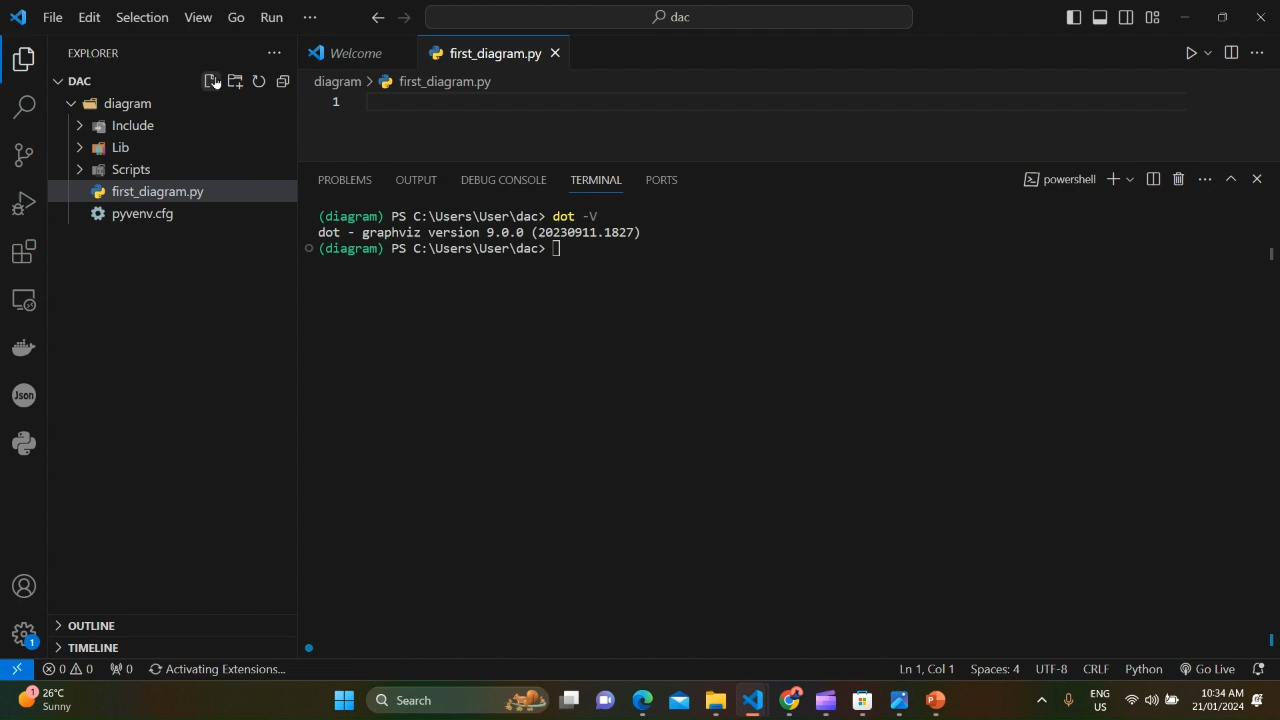 File Edit Selection View Go Run ...
dac
EXPLORER
Welcome
first_diagram.py
DAC
diagram > first_diagram.py
diagram
1
Include
Lib
Scripts
first_diagram.py
pyvenv.cfg
PROBLEMS OUTPUT DEBUG CONSOLE TERMINAL PORTS
powershell
(diagram) PS C:\Users\User\dac> dot -V
dot - graphviz version 9.0.0 (20230911.1827)
(diagram) PS C:\Users\User\dac>
Json
OUTLINE
1
TIMELINE
0 0 0 Activating Extensions...
Ln 1, Col 1 Spaces: 4 UTF-8 CRLF Python Go Live
1
26°C
Sunny
Search
ENG
US
10:34 AM
21/01/2024